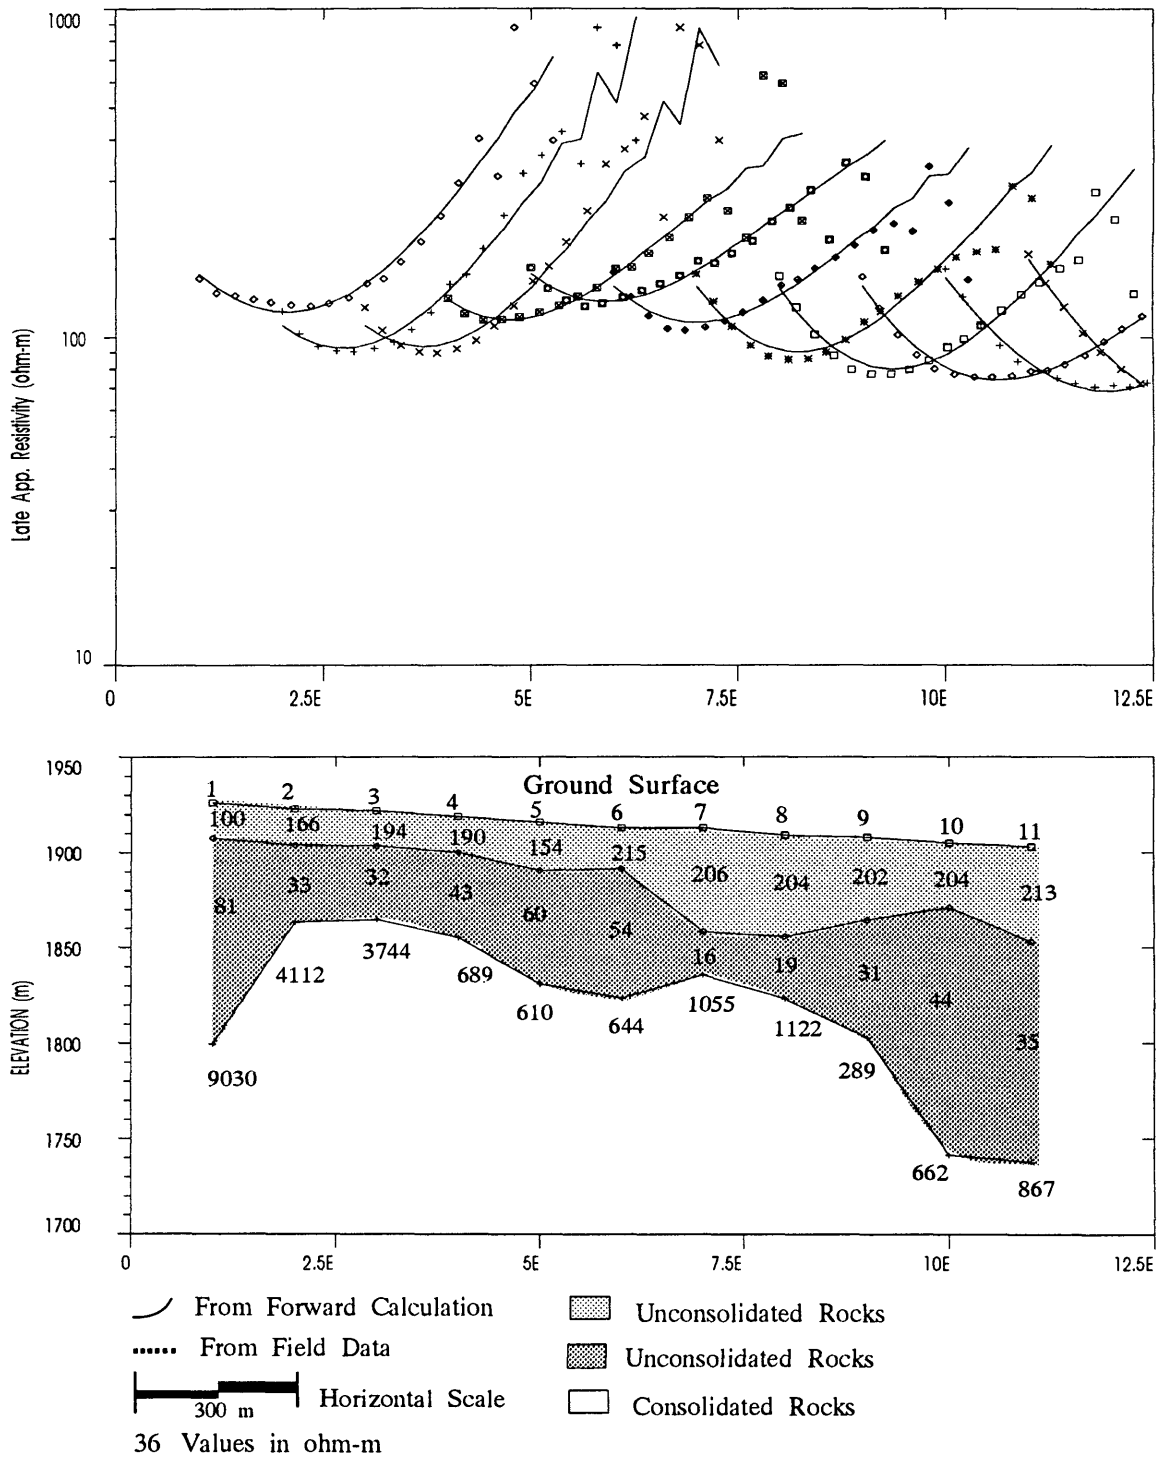 1000
100
10
Late App. Resistivity (ohm-m)
0 2.5E 5E 7.5E 10E 12.5E
1950
1900
1850
1800
1750
1700
ELEVATION (m)
Ground Surface
1 2 3 4 5 6 7 8 9 10 11
100 166 194 190 154 215 206 204 202 204 213
81 33 32 43 60 54 16 19 31 44 35
9030 4112 3744 689 610 644 1055 1122 289 662 867
0 2.5E 5E 7.5E 10E 12.5E
From Forward Calculation
From Field Data
300 m
Horizontal Scale
36 Values in ohm-m
Unconsolidated Rocks
Unconsolidated Rocks
Consolidated Rocks